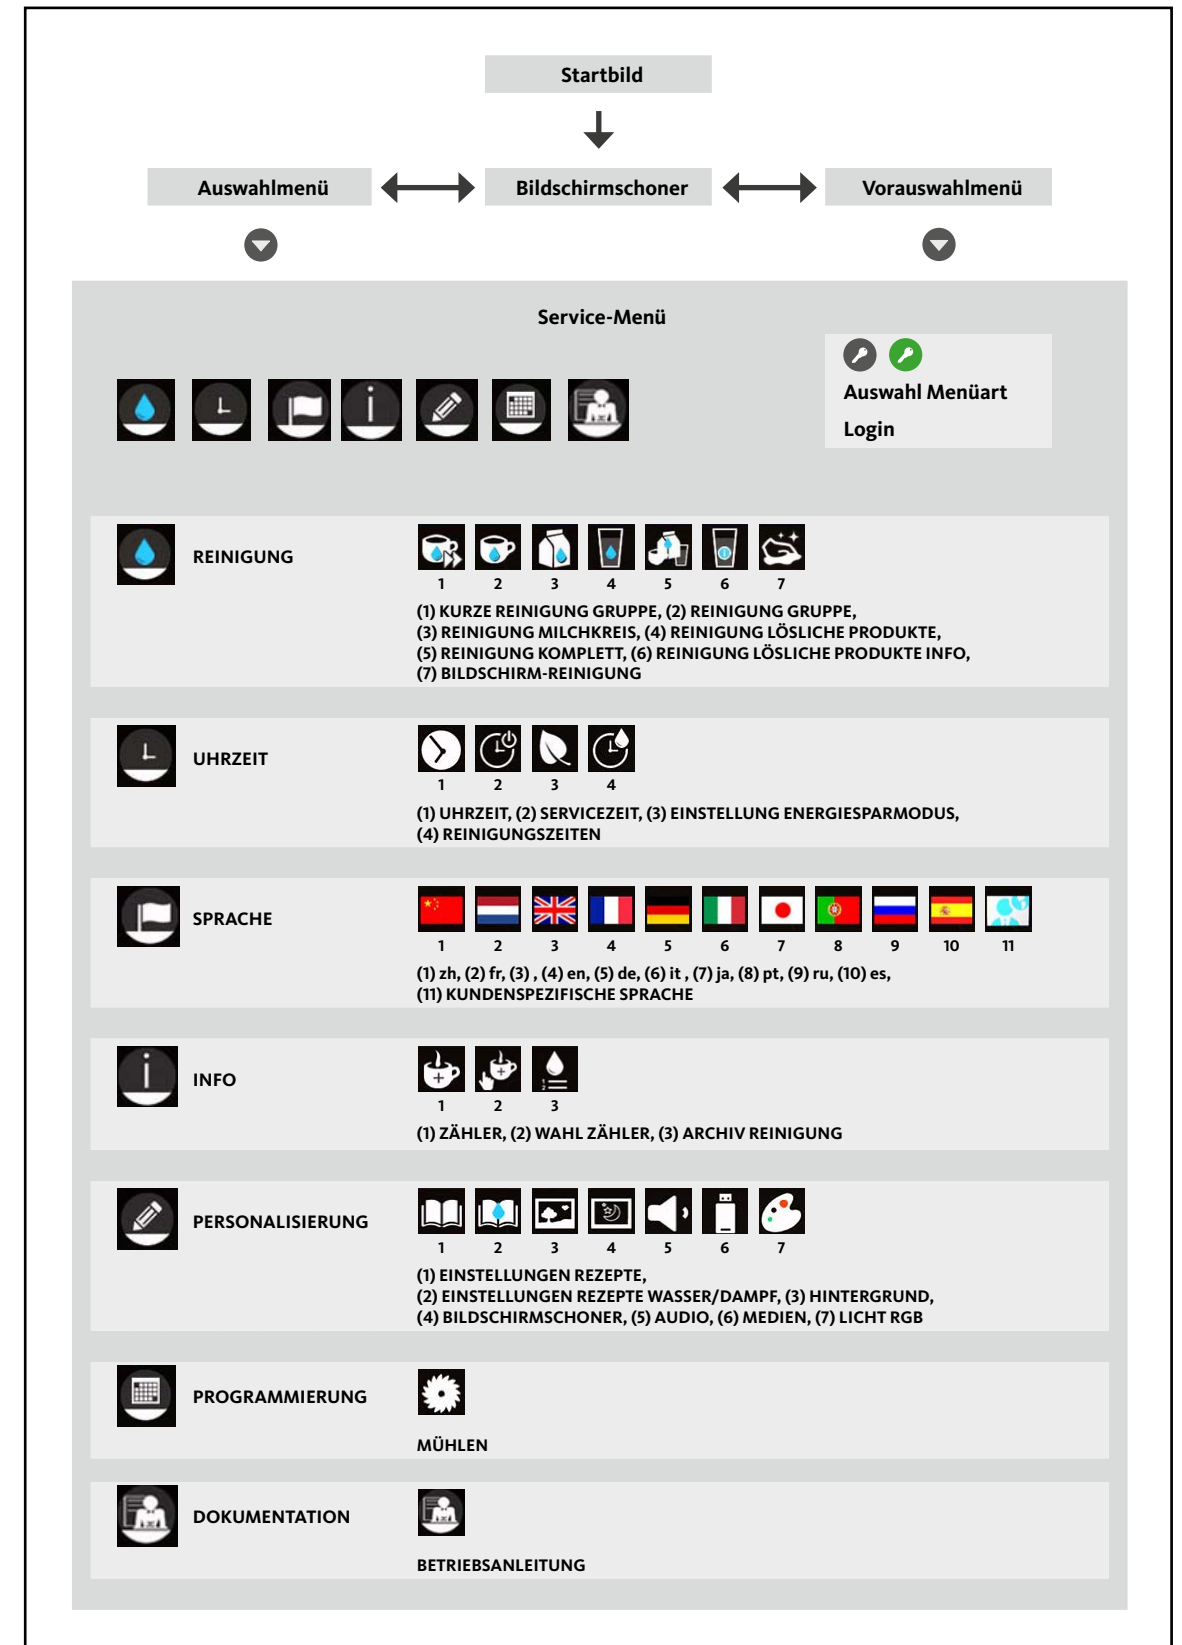 Startbild
Auswahlmenü
Bildschirmschoner
Vorauswahlmenü
Service-Menü
Auswahl Menüart
Login
REINIGUNG
1 2 3 4 5 6 7
(1) KURZE REINIGUNG GRUPPE, (2) REINIGUNG GRUPPE,
(3) REINIGUNG MILCHKREIS, (4) REINIGUNG LÖSLICHE PRODUKTE,
(5) REINIGUNG KOMPLETT, (6) REINIGUNG LÖSLICHE PRODUKTE INFO,
(7) BILDSCHIRM-REINIGUNG
UHRZEIT
1 2 3 4
(1) UHRZEIT, (2) SERVICEZEIT, (3) EINSTELLUNG ENERGIESPARMODUS,
(4) REINIGUNGSZEITEN
SPRACHE
1 2 3 4 5 6 7 8 9 10 11
(1) zh, (2) fr, (3) , (4) en, (5) de, (6) it , (7) ja, (8) pt, (9) ru, (10) es,
(11) KUNDENSPEZIFISCHE SPRACHE
INFO
1 2 3
(1) ZÄHLER, (2) WAHL ZÄHLER, (3) ARCHIV REINIGUNG
PERSONALISIERUNG
1 2 3 4 5 6 7
(1) EINSTELLUNGEN REZEPTE,
(2) EINSTELLUNGEN REZEPTE WASSER/DAMPF, (3) HINTERGRUND,
(4) BILDSCHIRMSCHONER, (5) AUDIO, (6) MEDIEN, (7) LICHT RGB
PROGRAMMIERUNG
MÜHLEN
DOKUMENTATION
BETRIEBSANLEITUNG